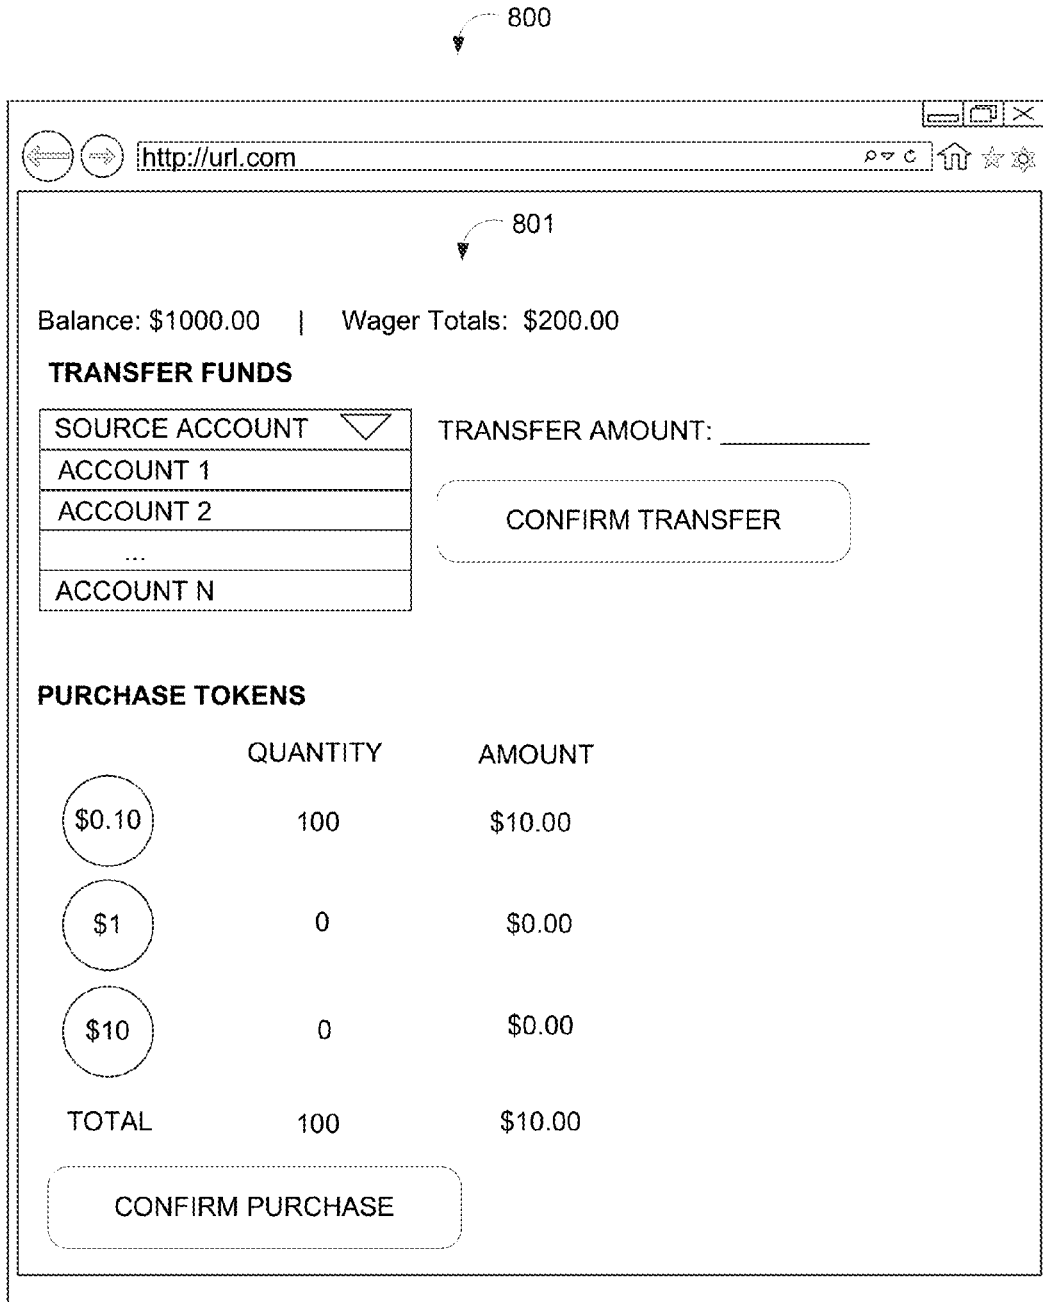 800
http://url.com
801
Balance: $1000.00 | Wager Totals: $200.00
TRANSFER FUNDS
SOURCE ACCOUNT
TRANSFER AMOUNT: __________
ACCOUNT 1
ACCOUNT 2
CONFIRM TRANSFER
...
ACCOUNT N
PURCHASE TOKENS
QUANTITY AMOUNT
$0.10 100 $10.00
$1 0 $0.00
$10 0 $0.00
TOTAL 100 $10.00
CONFIRM PURCHASE